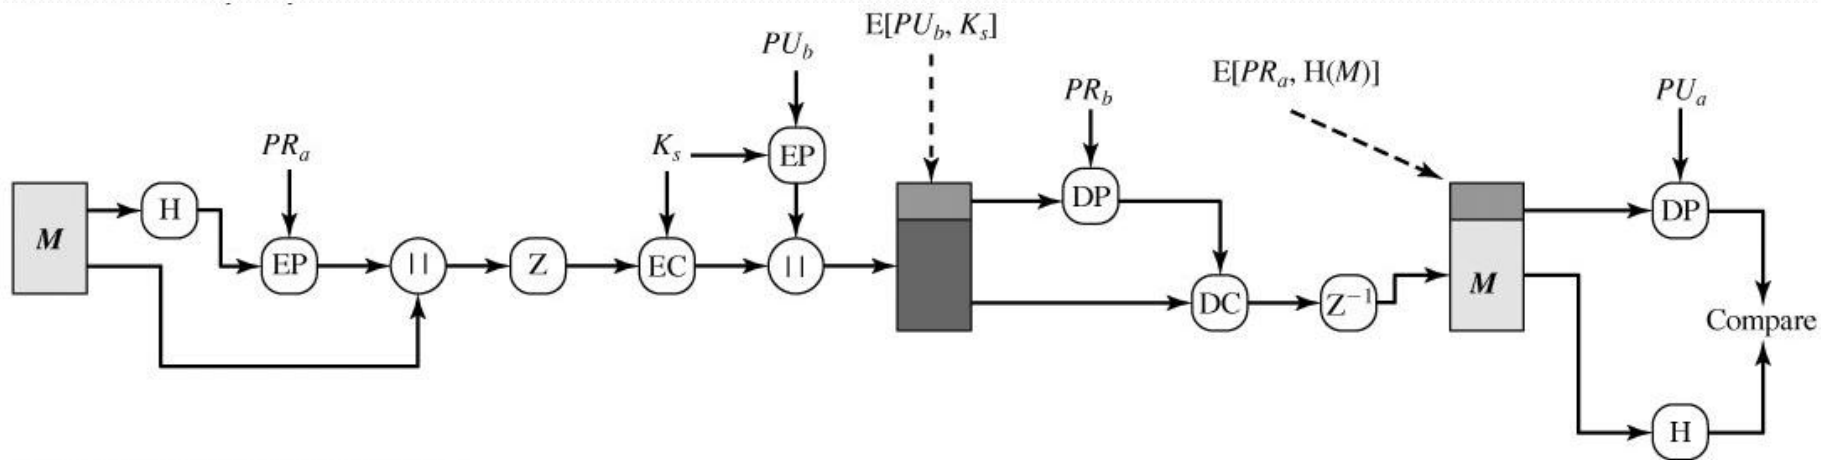 E[PU_b, K_s]
PU_b
E[PR_a, H(M)]
PR_b
PU_a
PR_a
K_s
EP
DP
H
DP
M
EP
||
Z
EC
||
M
DC
Z⁻¹
Compare
H